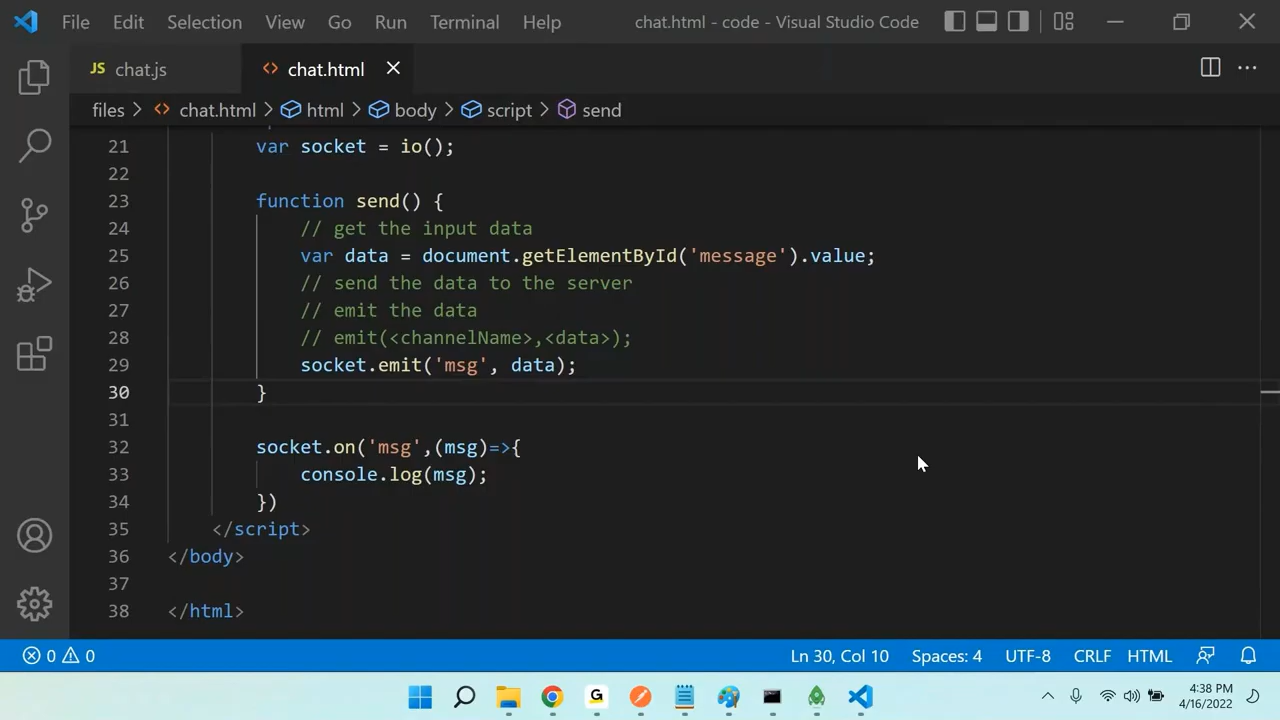 File Edit Selection View Go Run Terminal Help chat.html - code - Visual Studio Code
JS chat.js <> chat.html
files > <> chat.html > html > body > script > send
21 var socket = io();
22
23 function send() {
24 // get the input data
25 var data = document.getElementById('message').value;
26 // send the data to the server
27 // emit the data
28 // emit(<channelName>,<data>);
29 socket.emit('msg', data);
30 }
31
32 socket.on('msg',(msg)=>{
33 console.log(msg);
34 })
35 </script>
36 </body>
37
38 </html>
0 0 Ln 30, Col 10 Spaces: 4 UTF-8 CRLF HTML
G 4:38 PM
4/16/2022